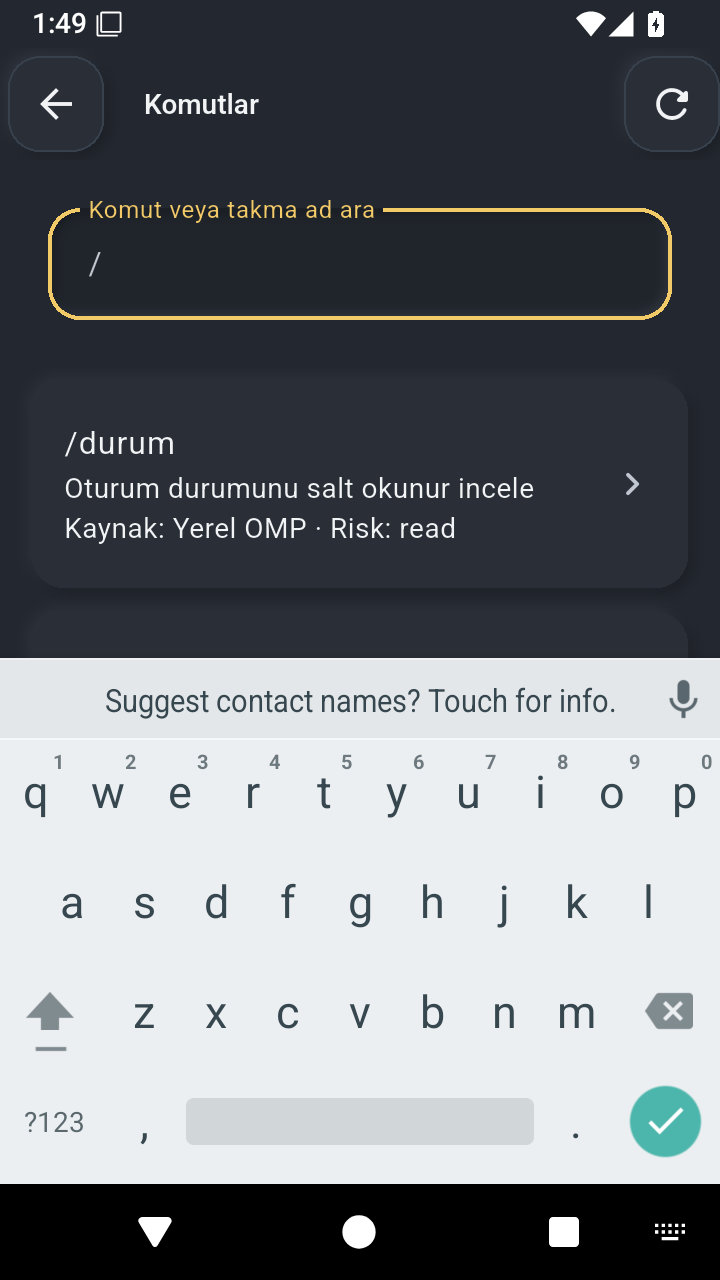 1:49
Komutlar
Komut veya takma ad ara
/
/durum
Oturum durumunu salt okunur incele
Kaynak: Yerel OMP · Risk: read
Suggest contact names? Touch for info.
1 2 3 4 5 6 7 8 9 0
q w e r t y u i o p
a s d f g h j k l
z x c v b n m
?123 , .